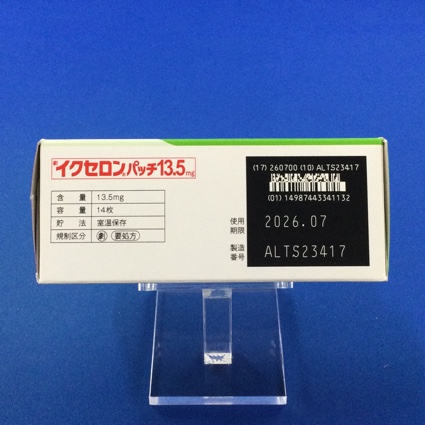 イクセロン®パッチ13.5mg
含量 13.5mg
容量 14枚
貯法 室温保存
規制区分 劇 要処方
(17) 260700 (10) ALTS23417
(01) 14987443341132
使用期限 2026.07
製造番号 ALTS23417